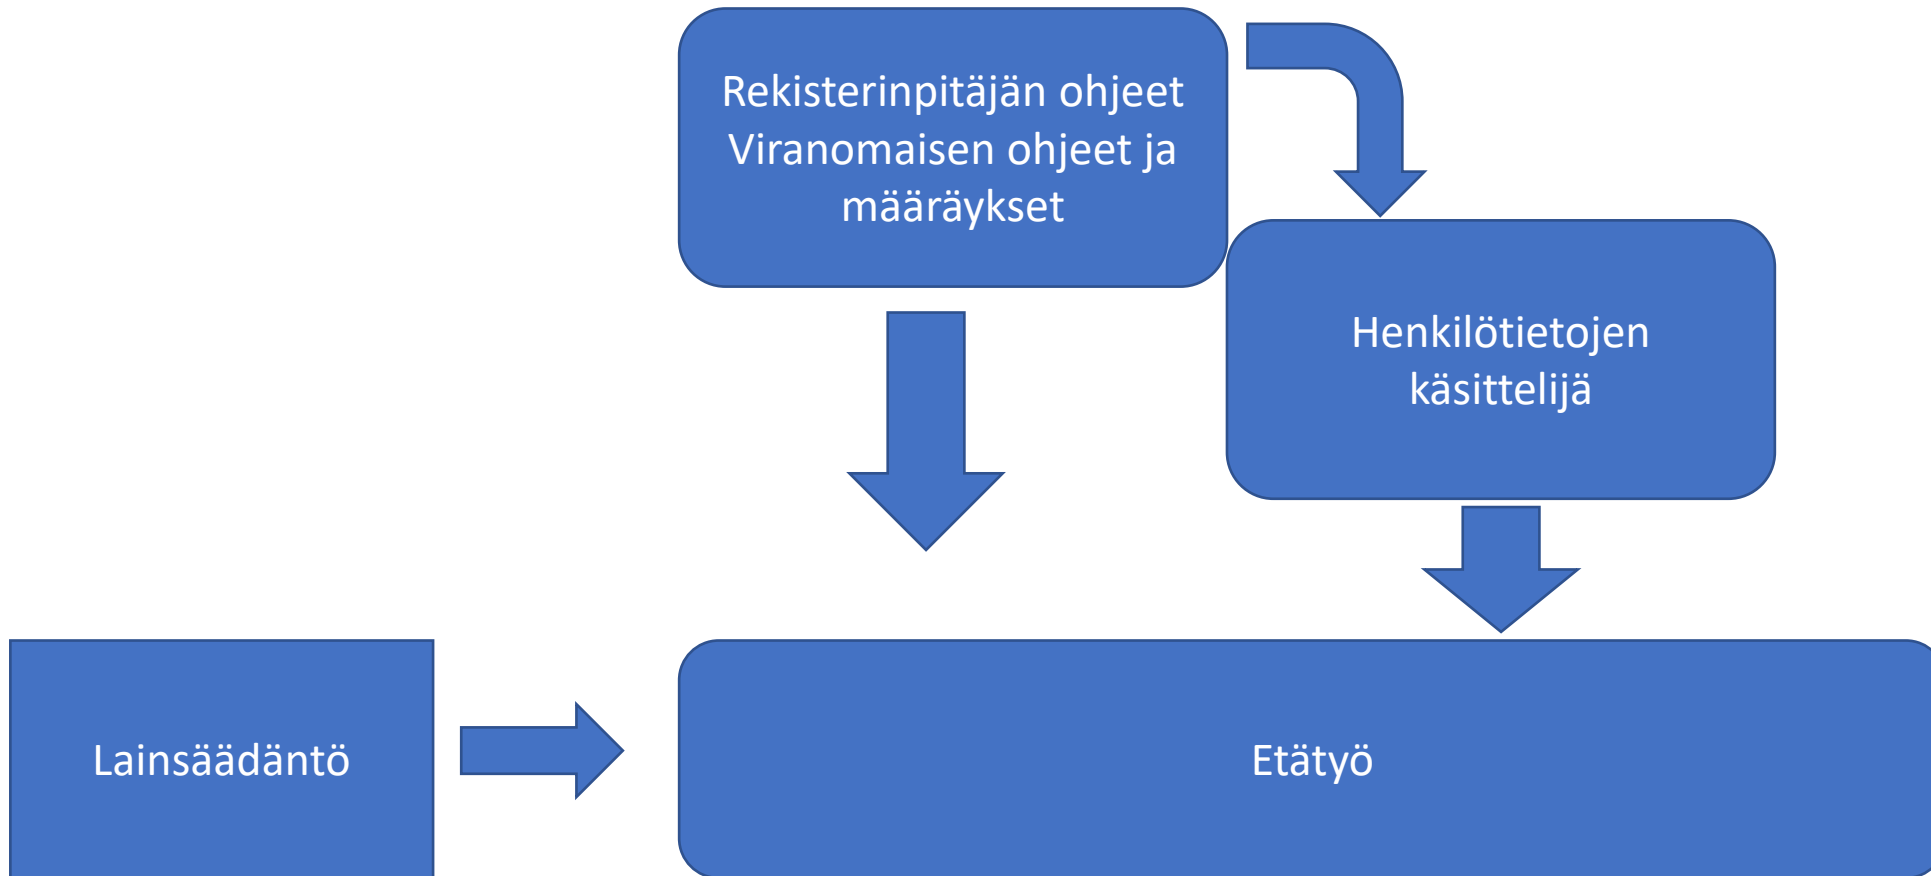 Rekisterinpitäjän ohjeet
Viranomaisen ohjeet ja
määräykset
Henkilötietojen
käsittelijä
Lainsäädäntö
Etätyö